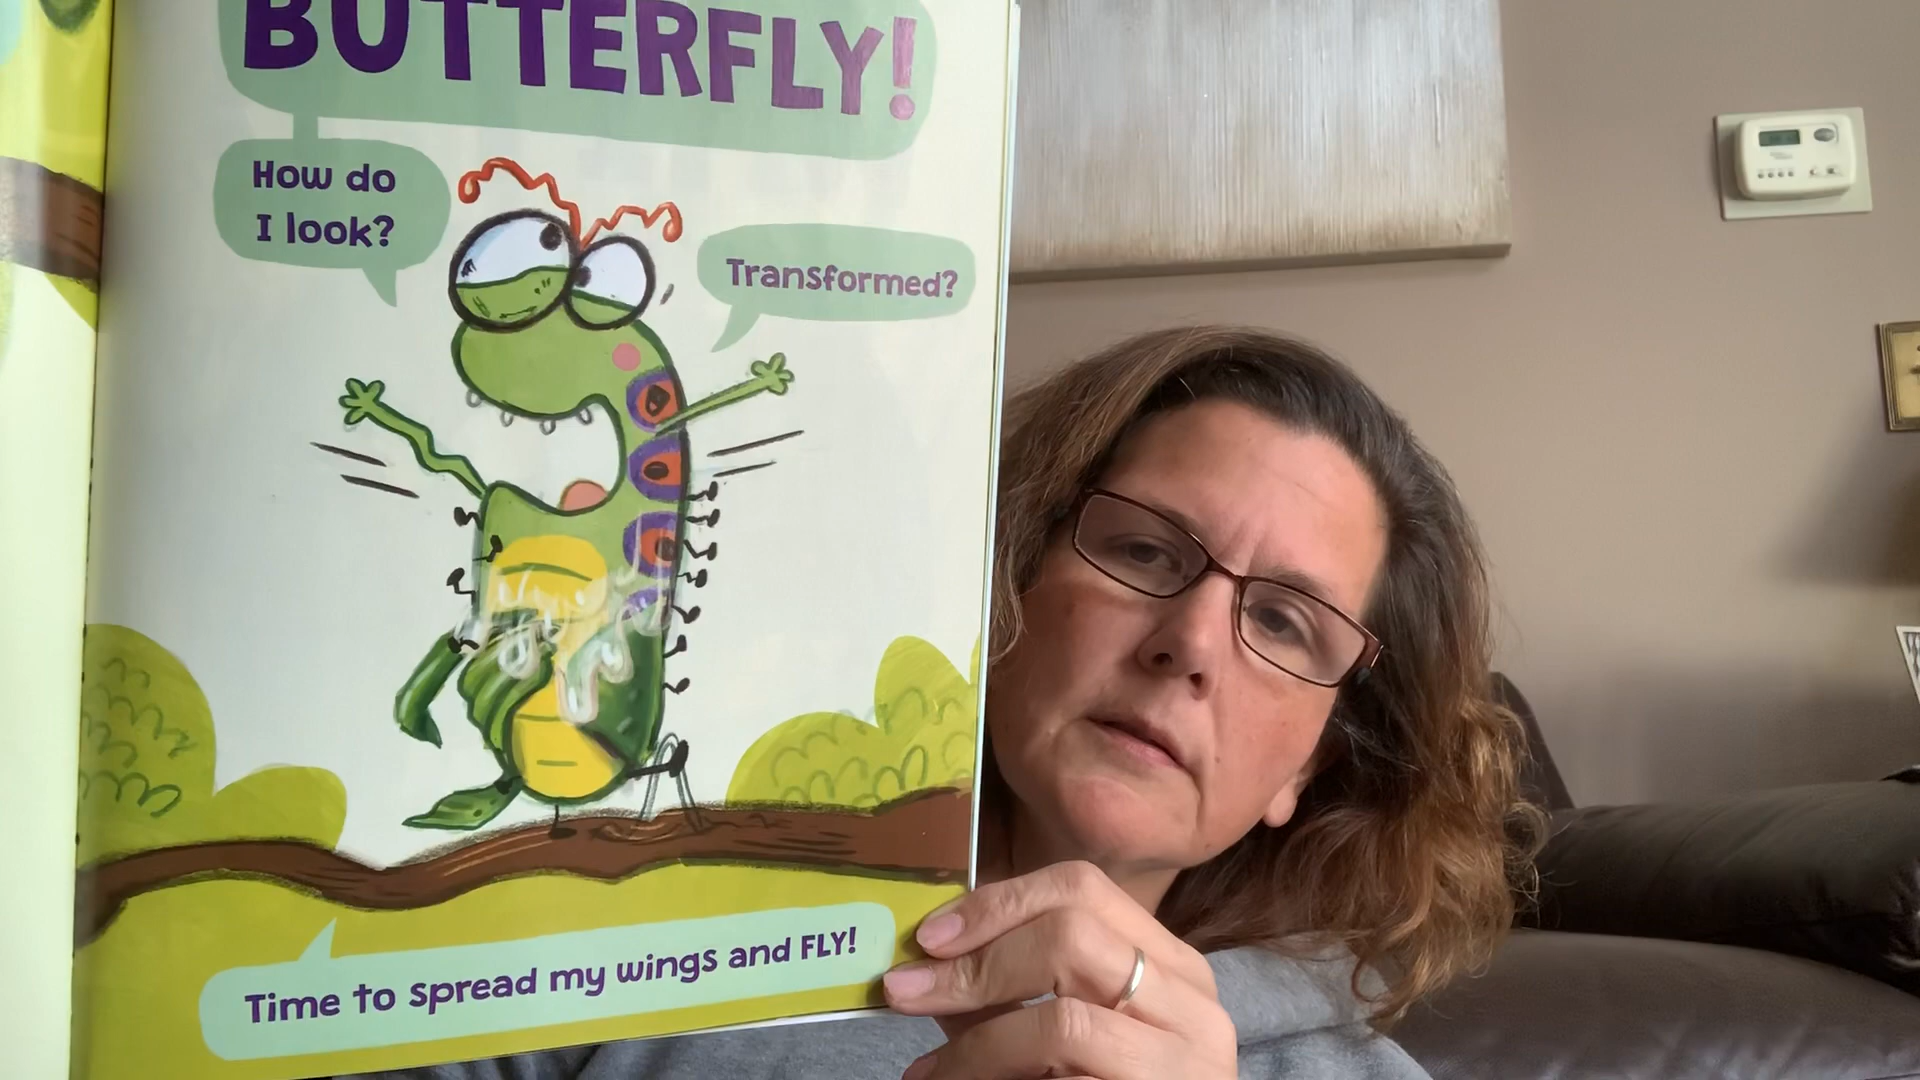 BUTTERFLY!
How do
I look?
Transformed?
Time to spread my wings and FLY!